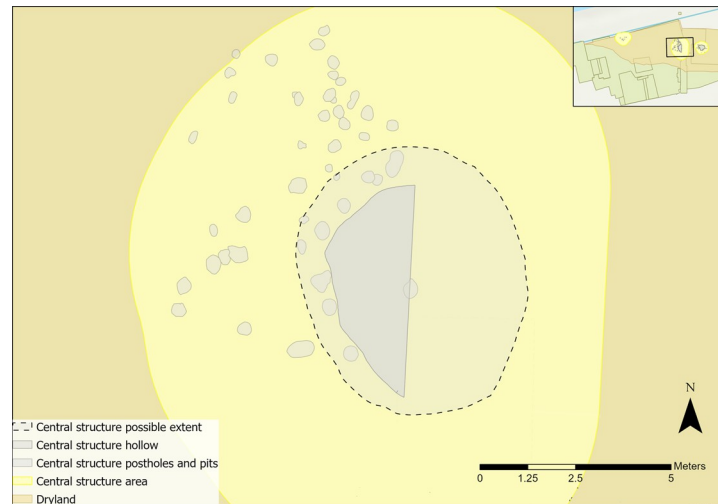 N
Meters
0 1.25 2.5 5
Central structure possible extent
Central structure hollow
Central structure postholes and pits
Central structure area
Dryland